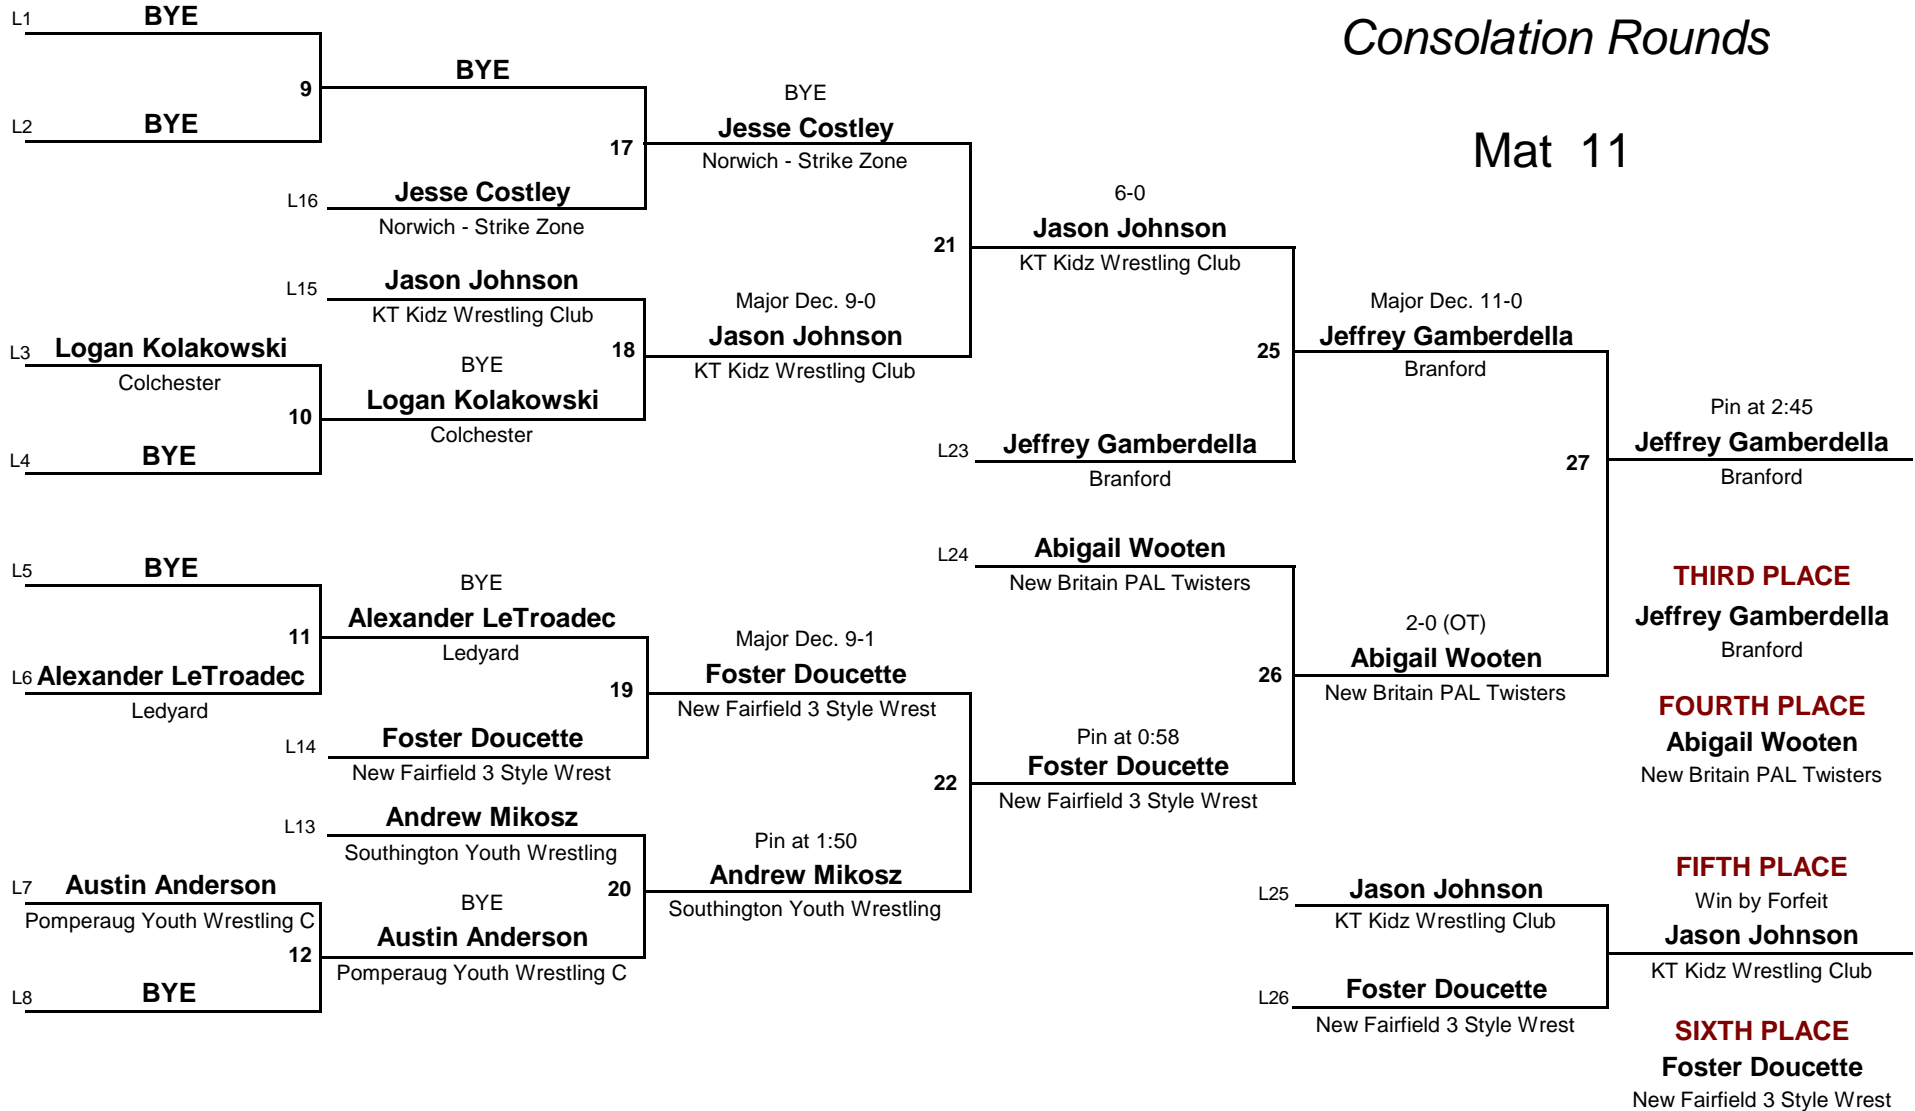 Consolation Rounds
Mat 11
L1 BYE
9
L2 BYE
BYE
17
L16 Jesse Costley
Norwich - Strike Zone
BYE
Jesse Costley
Norwich - Strike Zone
L15 Jason Johnson
KT Kidz Wrestling Club
L3 Logan Kolakowski
Colchester
10
L4 BYE
BYE
Logan Kolakowski
Colchester
18
Major Dec. 9-0
Jason Johnson
KT Kidz Wrestling Club
21
6-0
Jason Johnson
KT Kidz Wrestling Club
L23 Jeffrey Gamberdella
Branford
25
Major Dec. 11-0
Jeffrey Gamberdella
Branford
27
Pin at 2:45
Jeffrey Gamberdella
Branford
L5 BYE
11
L6 Alexander LeTroadec
Ledyard
BYE
Alexander LeTroadec
Ledyard
19
L14 Foster Doucette
New Fairfield 3 Style Wrest
Major Dec. 9-1
Foster Doucette
New Fairfield 3 Style Wrest
L13 Andrew Mikosz
Southington Youth Wrestling
L7 Austin Anderson
Pomperaug Youth Wrestling C
12
L8 BYE
BYE
Austin Anderson
Pomperaug Youth Wrestling C
20
Pin at 1:50
Andrew Mikosz
Southington Youth Wrestling
22
Pin at 0:58
Foster Doucette
New Fairfield 3 Style Wrest
L24 Abigail Wooten
New Britain PAL Twisters
26
2-0 (OT)
Abigail Wooten
New Britain PAL Twisters
THIRD PLACE
Jeffrey Gamberdella
Branford
FOURTH PLACE
Abigail Wooten
New Britain PAL Twisters
L25 Jason Johnson
KT Kidz Wrestling Club
L26 Foster Doucette
New Fairfield 3 Style Wrest
FIFTH PLACE
Win by Forfeit
Jason Johnson
KT Kidz Wrestling Club
SIXTH PLACE
Foster Doucette
New Fairfield 3 Style Wrest